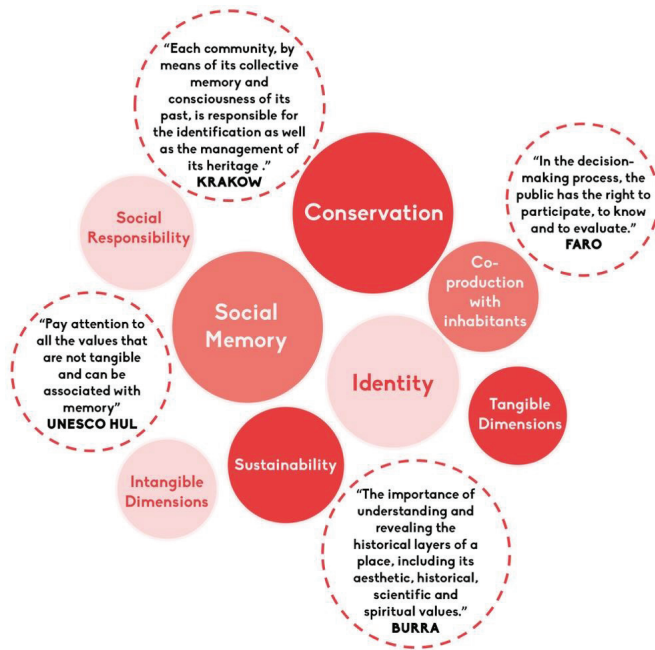 “Each community, by
means of its collective
memory and
consciousness of its
past, is responsible for
the identification as well
as the management of
its heritage .”
KRAKOW
Conservation
“In the decision-
making process, the
public has the right to
participate, to know
and to evaluate.”
FARO
Social
Responsibility
Co-
production with
inhabitants
Social
Memory
“Pay attention to
all the values that
are not tangible
and can be
associated with
memory”
UNESCO HUL
Identity
Tangible
Dimensions
Sustainability
Intangible
Dimensions
“The importance of
understanding and
revealing the
historical layers of a
place, including its
aesthetic, historical,
scientific and
spiritual values.”
BURRA